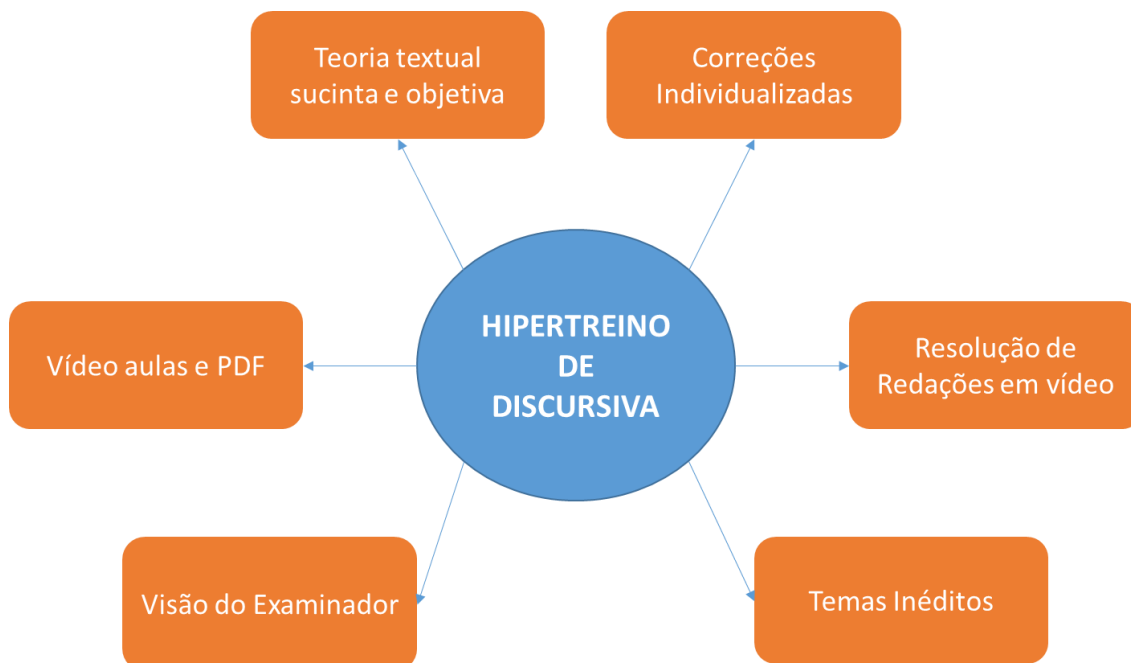 Teoria textual
sucinta e objetiva
Correções
Individualizadas
HIPERTREINO
DE
DISCURSIVA
Vídeo aulas e PDF
Resolução de
Redações em vídeo
Visão do Examinador
Temas Inéditos